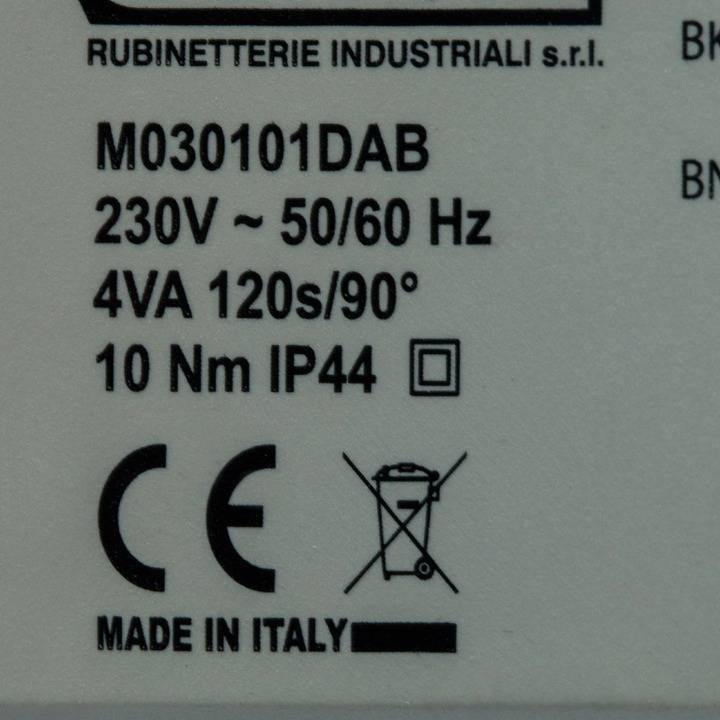 RUBINETTERIE INDUSTRIALI s.r.l.
M030101DAB
230V ~ 50/60 Hz
4VA 120s/90°
10 Nm IP44
CE
MADE IN ITALY